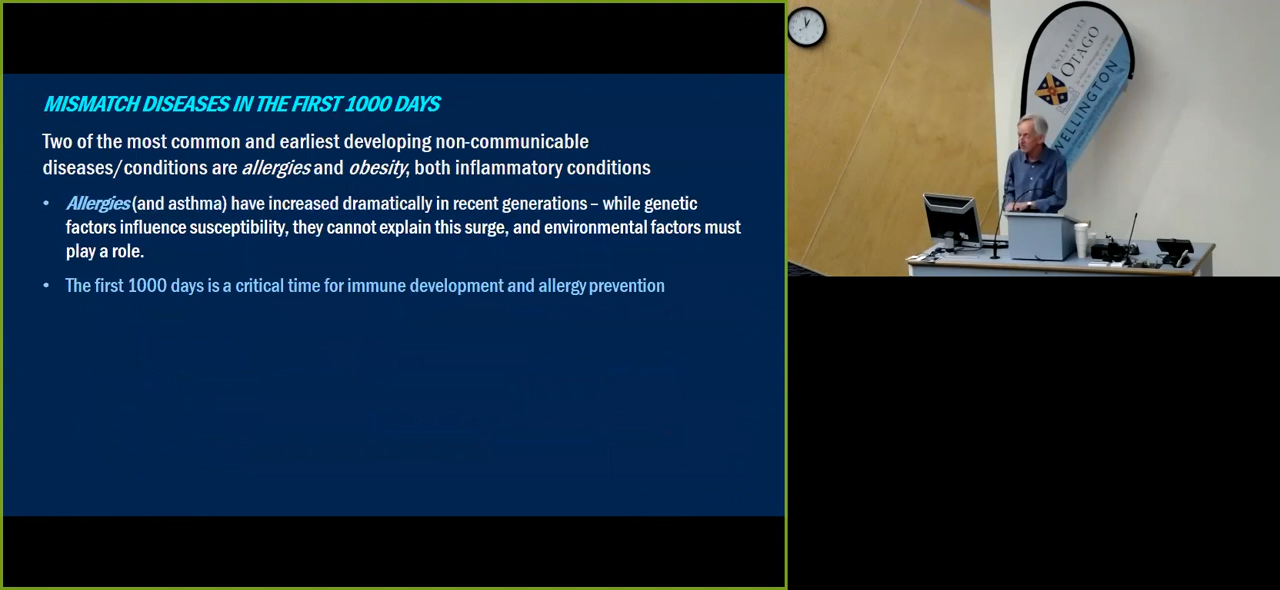 MISMATCH DISEASES IN THE FIRST 1000 DAYS
Two of the most common and earliest developing non-communicable
diseases/conditions are allergies and obesity, both inflammatory conditions
• Allergies (and asthma) have increased dramatically in recent generations – while genetic
factors influence susceptibility, they cannot explain this surge, and environmental factors must
play a role.
• The first 1000 days is a critical time for immune development and allergy prevention
UNIVERSITY
OTAGO
WELLINGTON